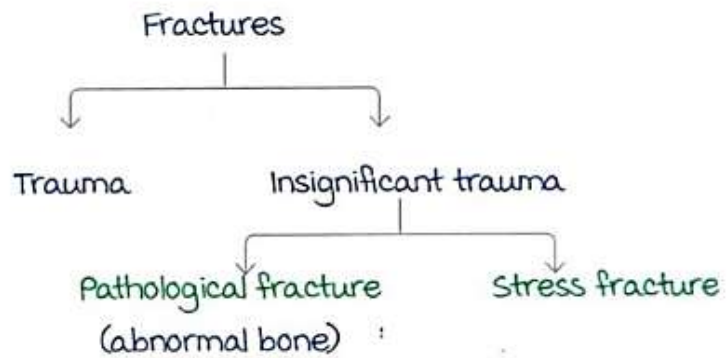 Fractures
Trauma
Insignificant trauma
Pathological fracture
Stress fracture
(abnormal bone) :